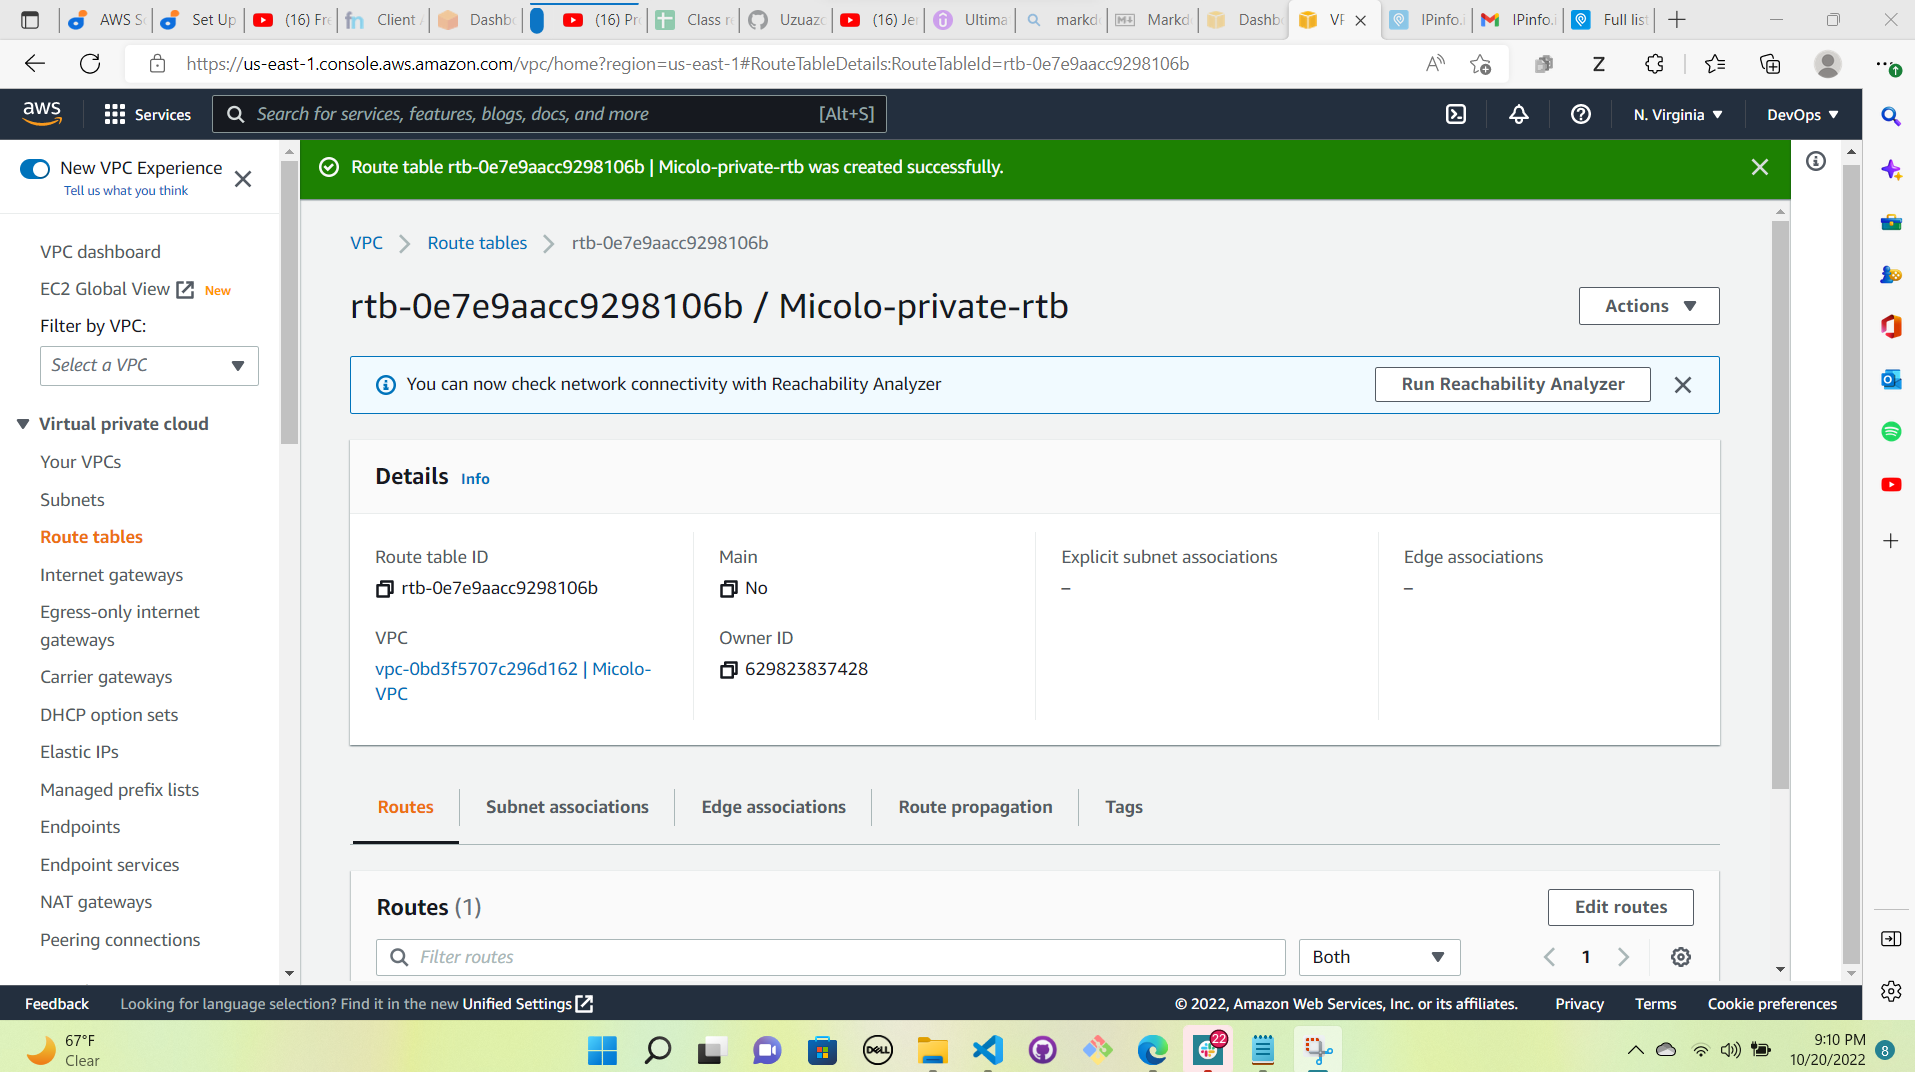 AWS S
Set Up
(16) Fre
Client
Dashb
(16) Pr
Class r
Uzuaz
(16) Je
Ultima
markd
Markd
Dashb
VP
IPinfo.i
IPinfo.i
Full list
https://us-east-1.console.aws.amazon.com/vpc/home?region=us-east-1#RouteTableDetails:RouteTableId=rtb-0e7e9aacc9298106b
aws
Services
Search for services, features, blogs, docs, and more [Alt+S]
N. Virginia
DevOps
New VPC Experience
Tell us what you think
Route table rtb-0e7e9aacc9298106b | Micolo-private-rtb was created successfully.
VPC dashboard
EC2 Global View New
Filter by VPC:
Select a VPC
Virtual private cloud
Your VPCs
Subnets
Route tables
Internet gateways
Egress-only internet
gateways
Carrier gateways
DHCP option sets
Elastic IPs
Managed prefix lists
Endpoints
Endpoint services
NAT gateways
Peering connections
VPC
Route tables
rtb-0e7e9aacc9298106b
rtb-0e7e9aacc9298106b / Micolo-private-rtb
Actions
You can now check network connectivity with Reachability Analyzer
Run Reachability Analyzer
Details Info
Route table ID
rtb-0e7e9aacc9298106b
Main
No
Explicit subnet associations
–
Edge associations
–
VPC
vpc-0bd3f5707c296d162 | Micolo-
VPC
Owner ID
629823837428
Routes
Subnet associations
Edge associations
Route propagation
Tags
Routes (1)
Edit routes
Filter routes
Both
1
Feedback
Looking for language selection? Find it in the new Unified Settings
© 2022, Amazon Web Services, Inc. or its affiliates.
Privacy
Terms
Cookie preferences
67°F
Clear
DELL
22
9:10 PM
10/20/2022
8